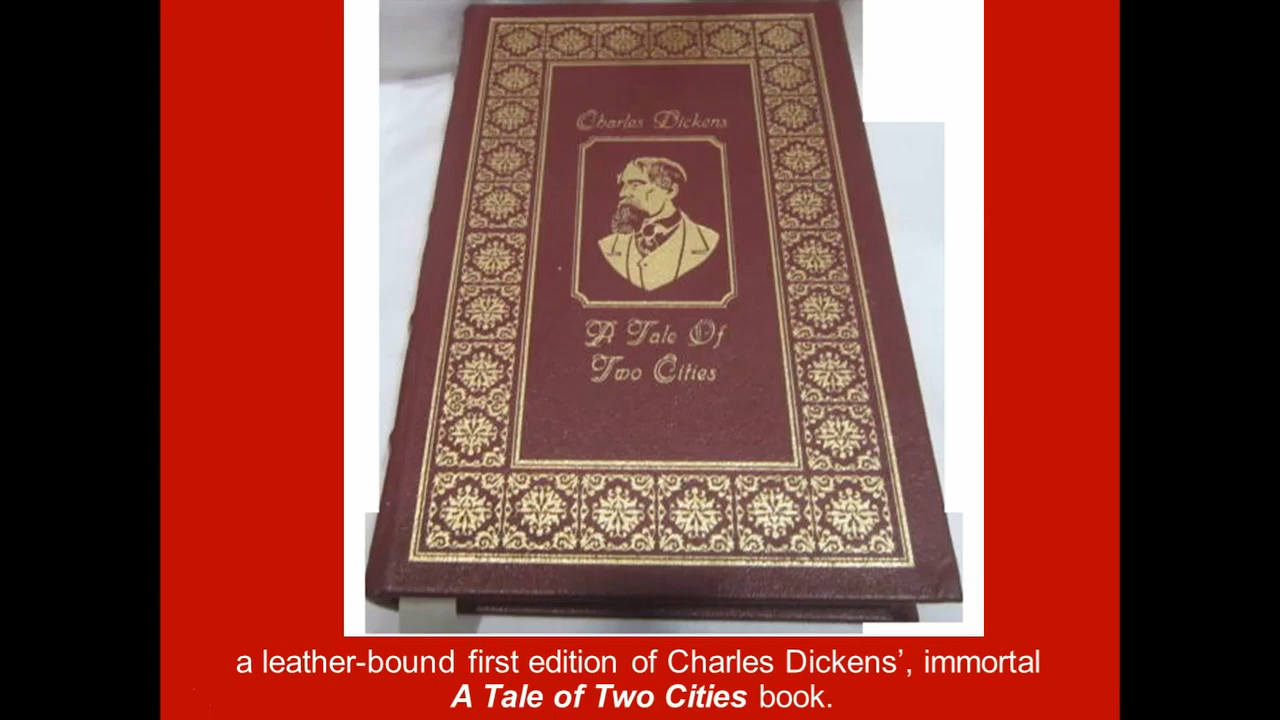 Charles Dickens
A Tale Of
Two Cities
a leather-bound first edition of Charles Dickens’, immortal
A Tale of Two Cities book.